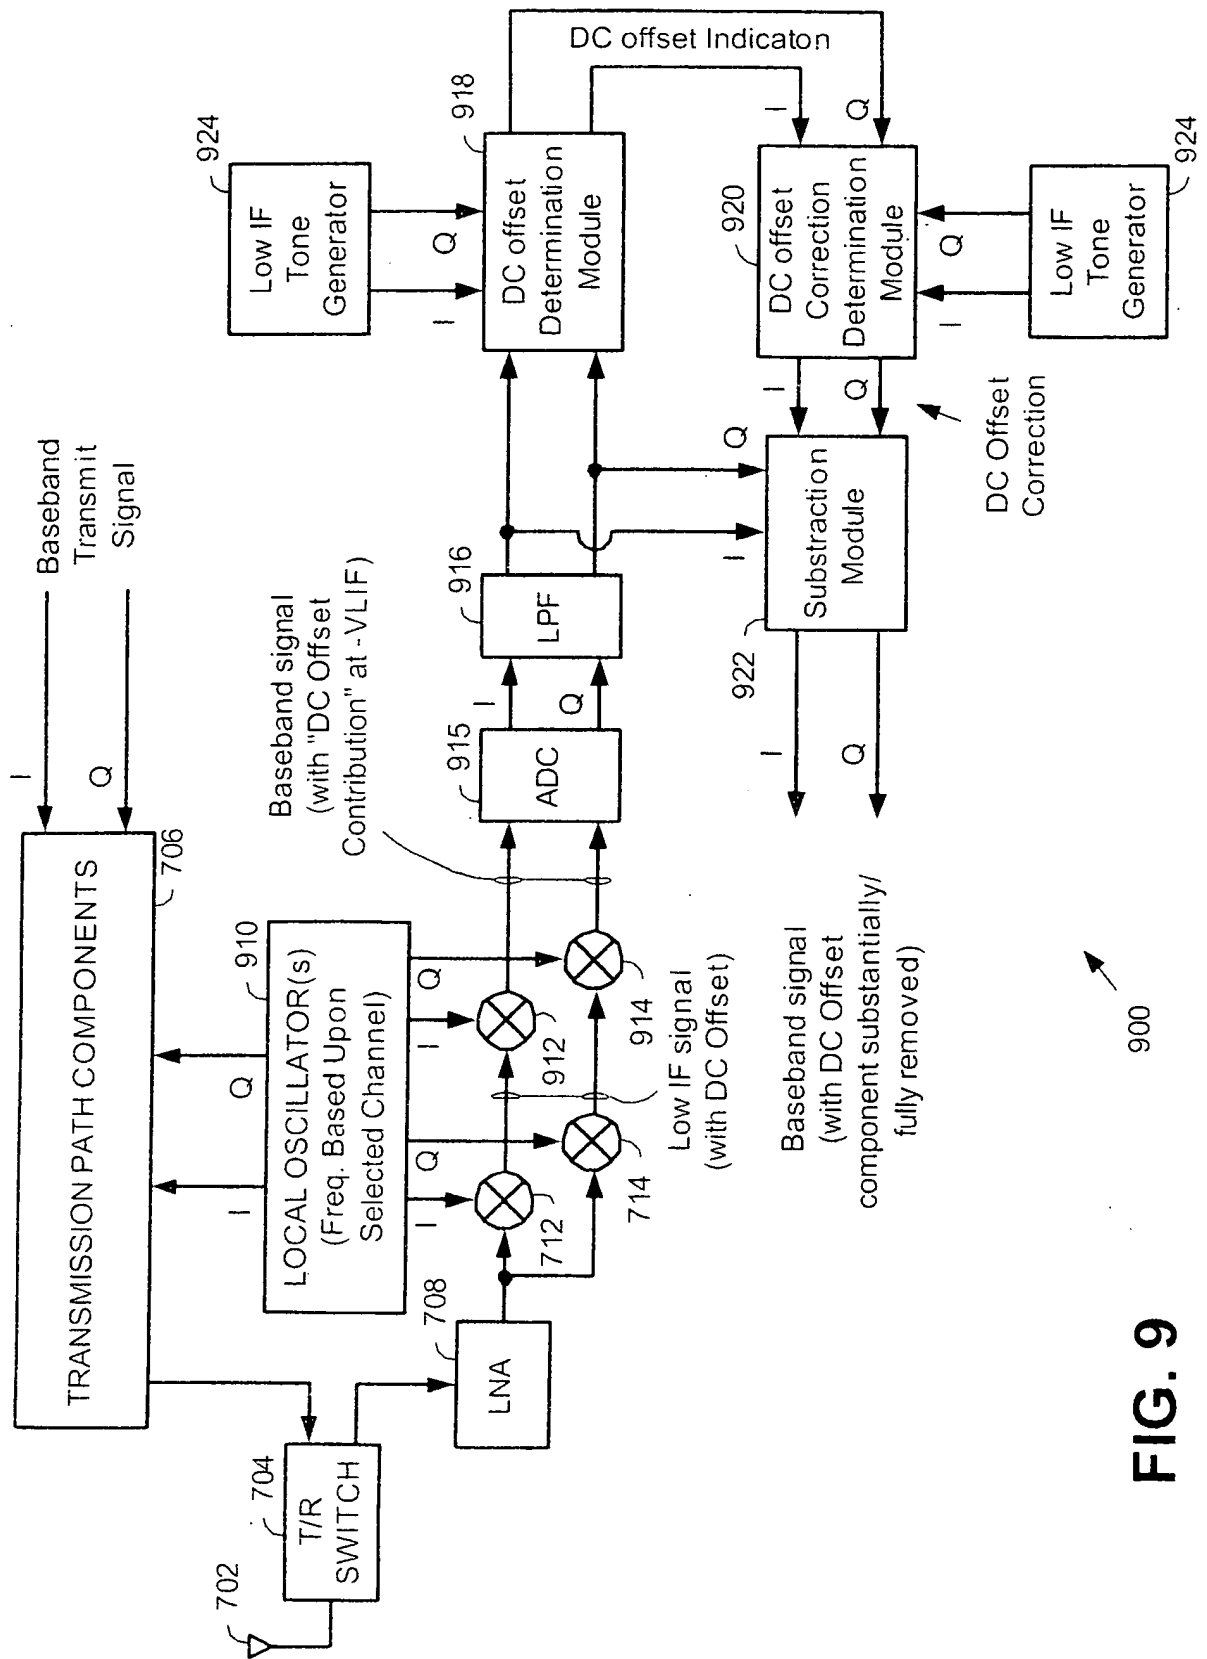 Baseband
Transmit
Signal
I
Q
TRANSMISSION PATH COMPONENTS
706
I
Q
LOCAL OSCILLATOR(s)
(Freq. Based Upon
Selected Channel)
910
I
Q
I
Q
702
T/R
SWITCH
704
LNA
708
712
714
912
914
Low IF signal
(with DC Offset)
Baseband signal
(with "DC Offset
Contribution" at -VLIF)
ADC
915
I
Q
LPF
916
Low IF
Tone
Generator
924
I
Q
DC offset
Determination
Module
918
DC offset Indicaton
I
Q
DC offset
Correction
Determination
Module
920
I
Q
Low IF
Tone
Generator
924
I
Q
DC Offset
Correction
I
Q
Substraction
Module
922
I
Q
Baseband signal
(with DC Offset
component substantially/
fully removed)
900
FIG. 9